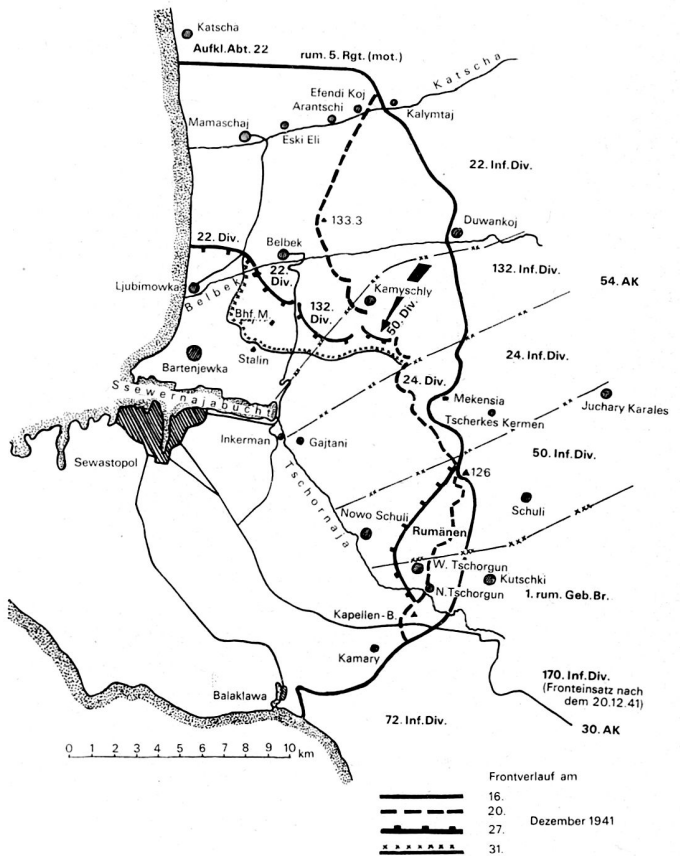 Katscha
Aufkl. Abt. 22
rum. 5. Rgt. (mot.)
Katscha
Efendi Koj
Arantschi
Kalymtaj
Mamaschaj
Eski Eli
22. Inf. Div.
133.3
Duwankoj
22. Div.
Belbek
132. Inf. Div.
54. AK
Ljubimowka
Belbek
22.
Div.
Kamyschly
132.
Div.
50. Div.
Bhf. M.
Stalin
24. Inf. Div.
Bartenjewka
24. Div.
Ssewernajabucht
Mekensia
Juchary Karales
Tscherkes Kermen
Inkerman
Gajtani
50. Inf. Div.
Sewastopol
126
Tschornaja
Schuli
Nowo Schuli
Rumänen
W. Tschorgun
Kutschki
N. Tschorgun
1. rum. Geb. Br.
Kapellen-B.
Kamary
170. Inf. Div.
(Fronteinsatz nach
dem 20.12.41)
Balaklawa
72. Inf. Div.
30. AK
0 1 2 3 4 5 6 7 8 9 10 km
Frontverlauf am
16.
20.
Dezember 1941
27.
31.